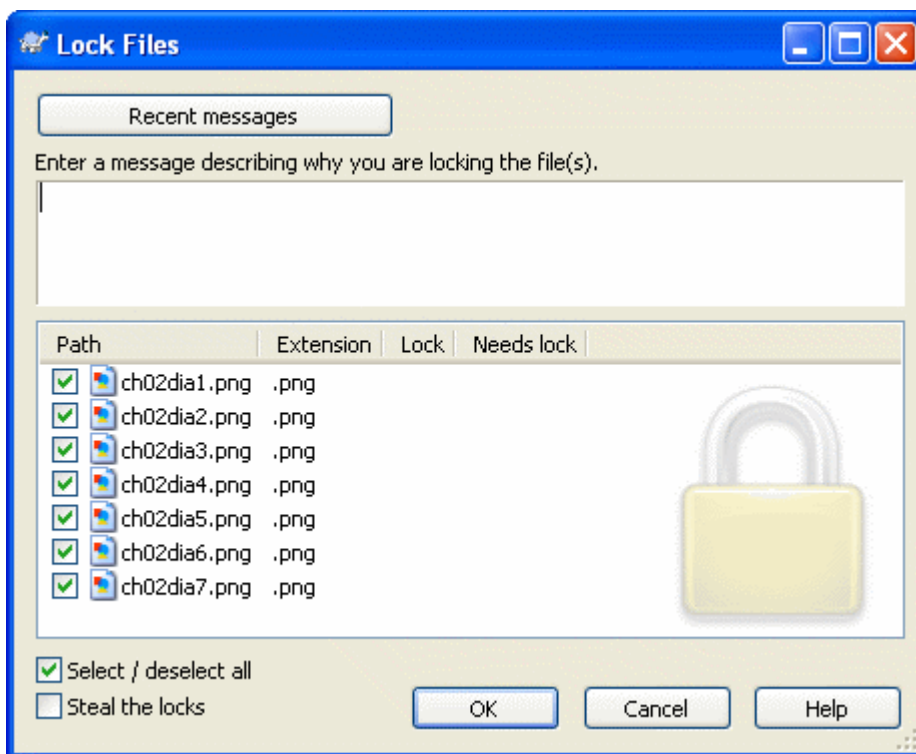 Lock Files
Recent messages
Enter a message describing why you are locking the file(s).
Path Extension Lock Needs lock
ch02dia1.png .png
ch02dia2.png .png
ch02dia3.png .png
ch02dia4.png .png
ch02dia5.png .png
ch02dia6.png .png
ch02dia7.png .png
Select / deselect all
Steal the locks OK Cancel Help